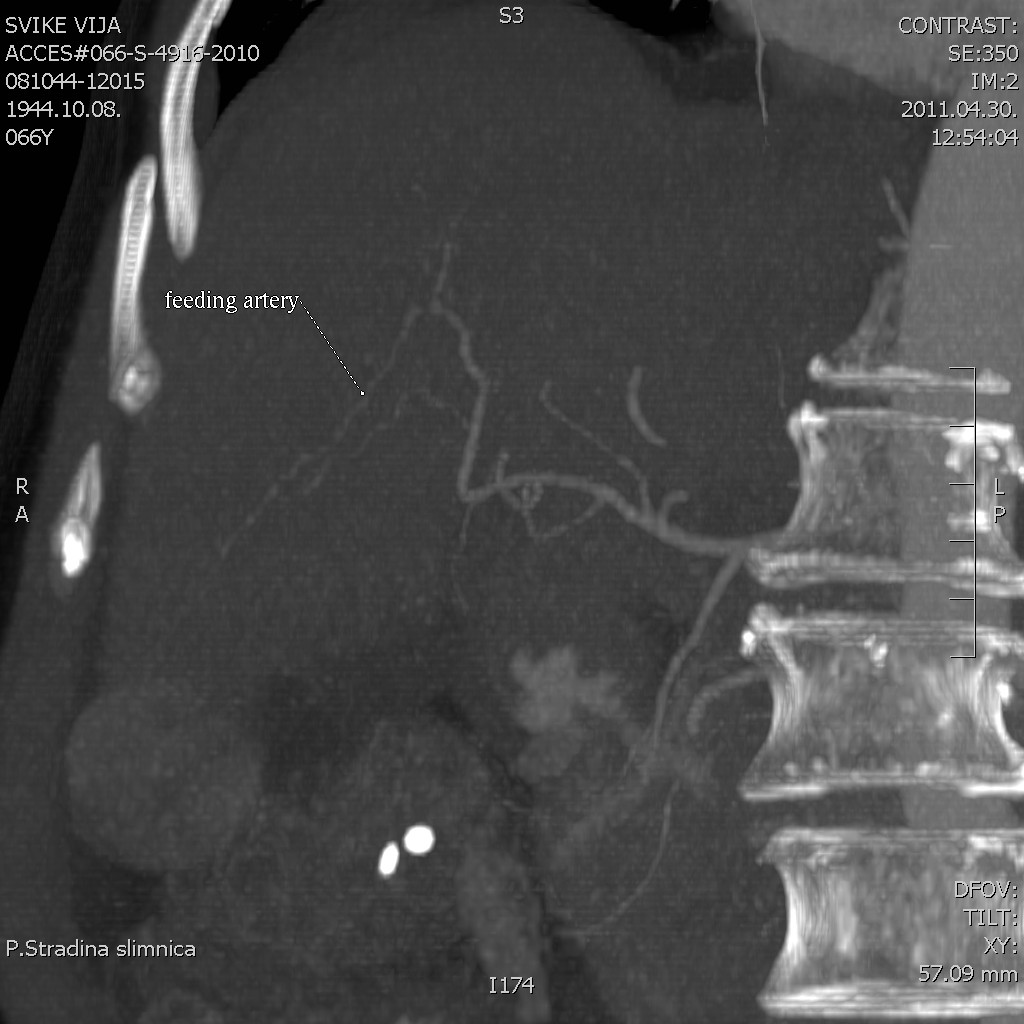 SVIKE VIJA
ACCES#066-S-4916-2010
081044-12015
1944.10.08.
066Y
S3
CONTRAST:
SE:350
IM:2
2011.04.30.
12:54:04
feeding artery
R
A
L
P
P.Stradina slimnica
I174
DFOV:
TILT:
XY:
57.09 mm